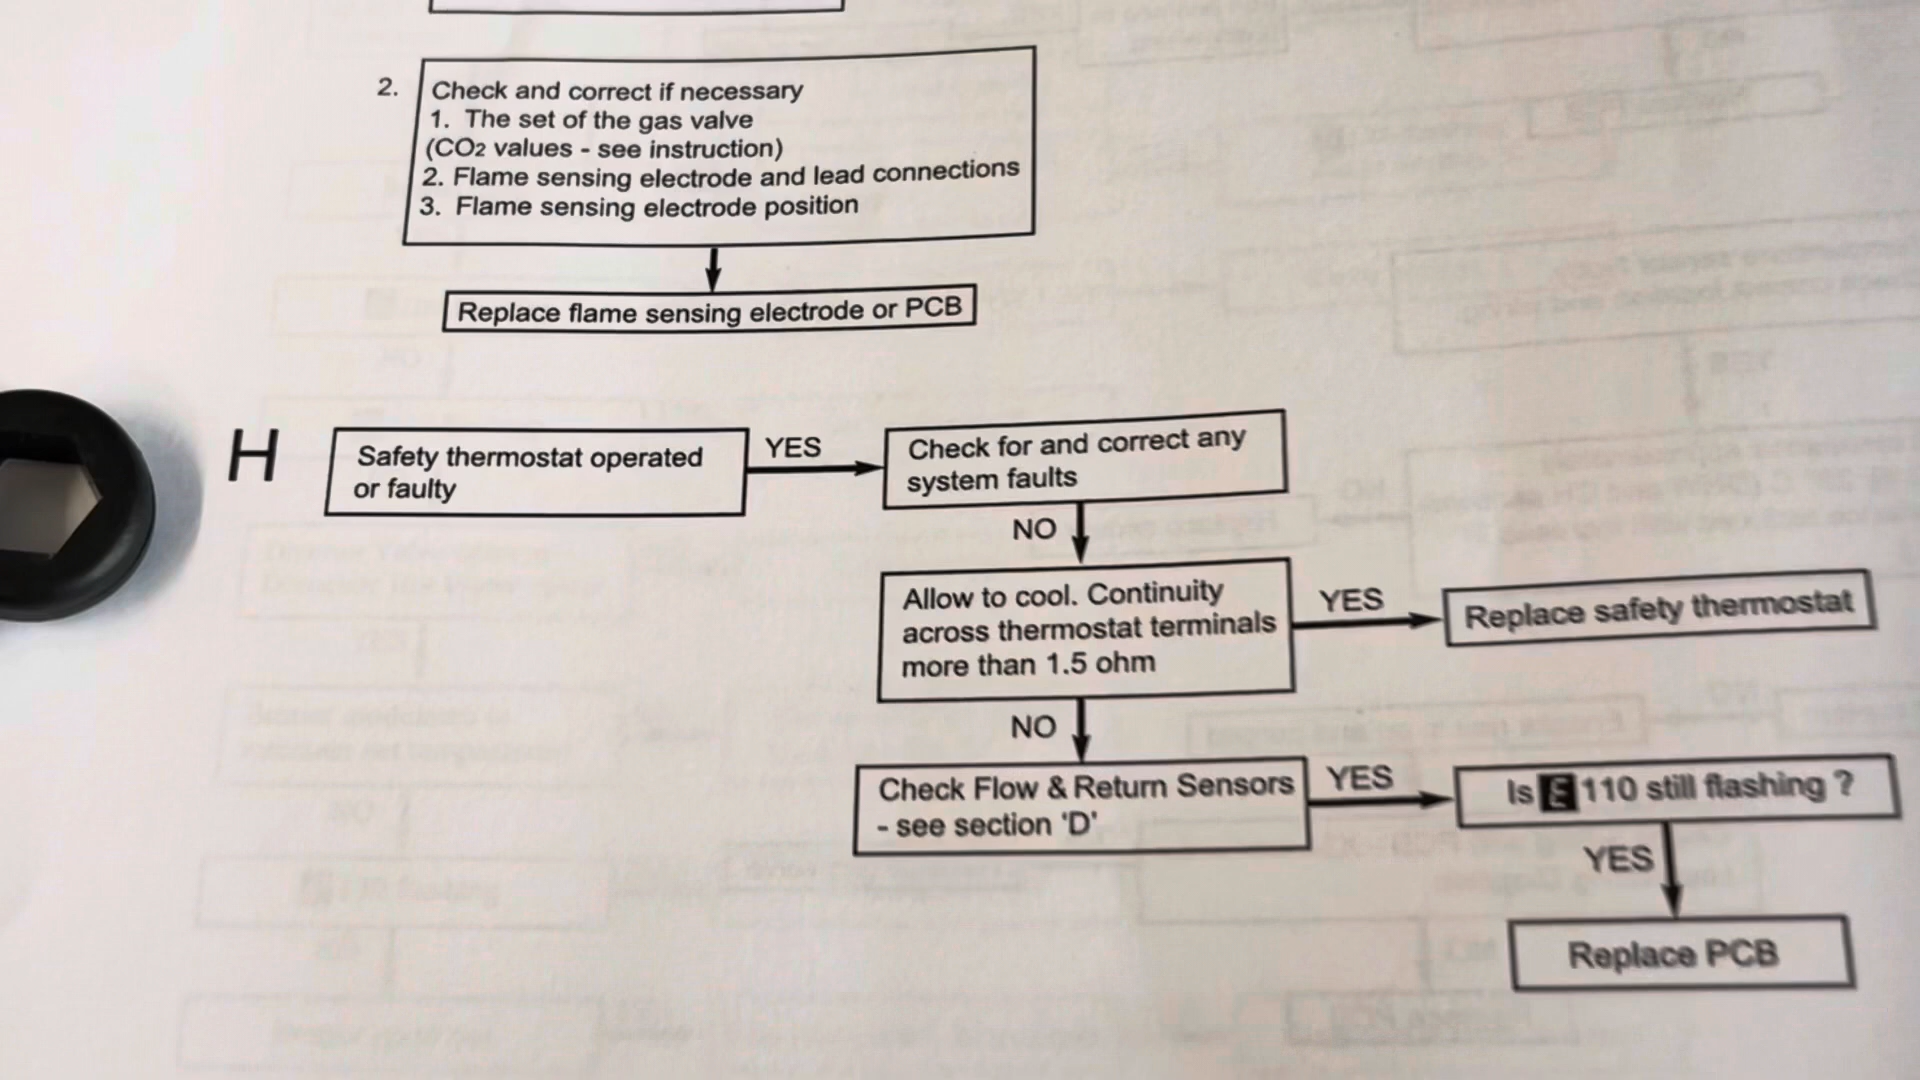 2.
Check and correct if necessary
1. The set of the gas valve
(CO2 values - see instruction)
2. Flame sensing electrode and lead connections
3. Flame sensing electrode position
Replace flame sensing electrode or PCB
H
Safety thermostat operated
or faulty
YES
Check for and correct any
system faults
NO
Allow to cool. Continuity
across thermostat terminals
more than 1.5 ohm
YES
Replace safety thermostat
NO
Check Flow & Return Sensors
- see section 'D'
YES
Is E 110 still flashing ?
YES
Replace PCB